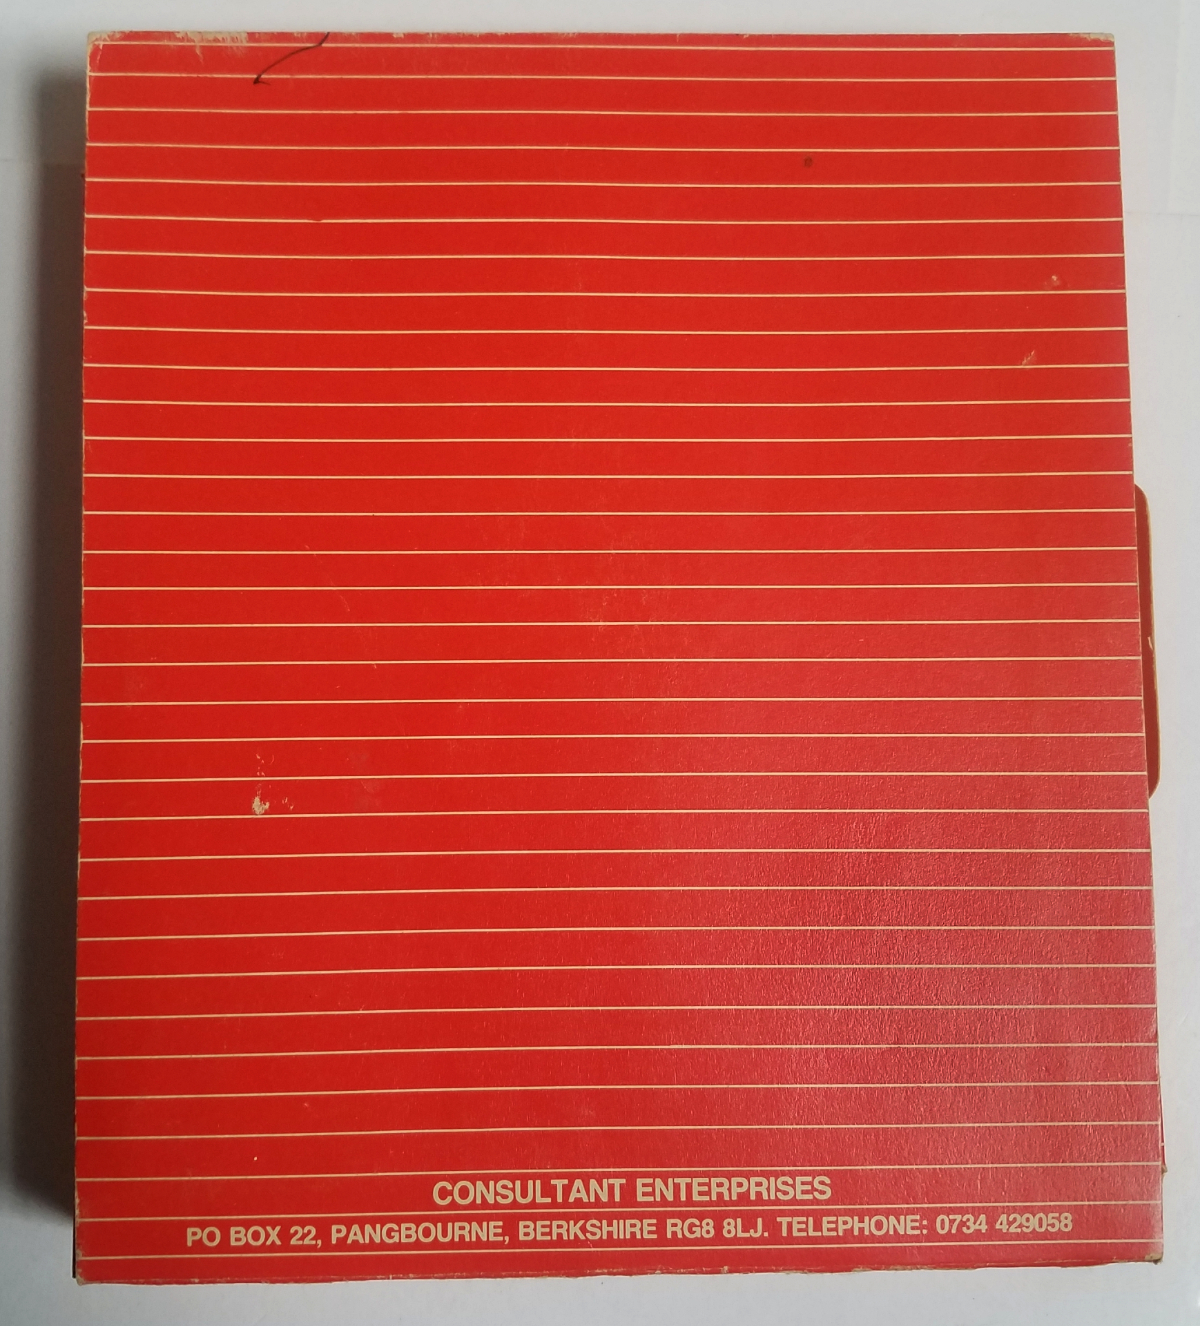 CONSULTANT ENTERPRISES
PO BOX 22, PANGBOURNE, BERKSHIRE RG8 8LJ. TELEPHONE: 0734 429058